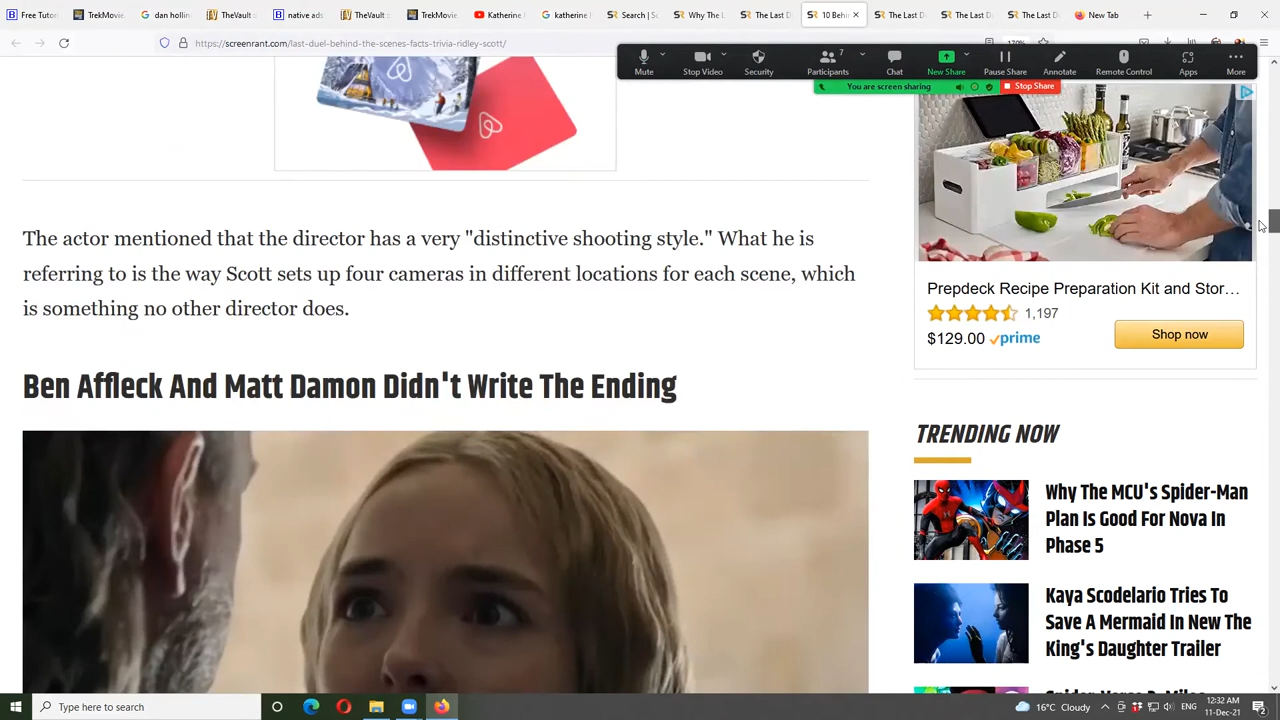 Free Tutor
TrekMovie
dan hollin
TheVault
native ads
TheVault
TrekMovie.
Katherine
katherine
Search | Sc
Why The L
The Last D
10 Behi
The Last D
The Last D
The Last D
New Tab
https://screenrant.com
behind-the-scenes-facts-trivia-ridley-scott/
170%
Mute
Stop Video
Security
Participants
7
Chat
New Share
Pause Share
Annotate
Remote Control
Apps
More
You are screen sharing
Stop Share
The actor mentioned that the director has a very "distinctive shooting style." What he is
referring to is the way Scott sets up four cameras in different locations for each scene, which
is something no other director does.
Ben Affleck And Matt Damon Didn't Write The Ending
Prepdeck Recipe Preparation Kit and Stor...
1,197
$129.00 prime
Shop now
TRENDING NOW
Why The MCU's Spider-Man
Plan Is Good For Nova In
Phase 5
Kaya Scodelario Tries To
Save A Mermaid In New The
King's Daughter Trailer
Type here to search
16°C Cloudy
ENG
12:32 AM
11-Dec-21
2